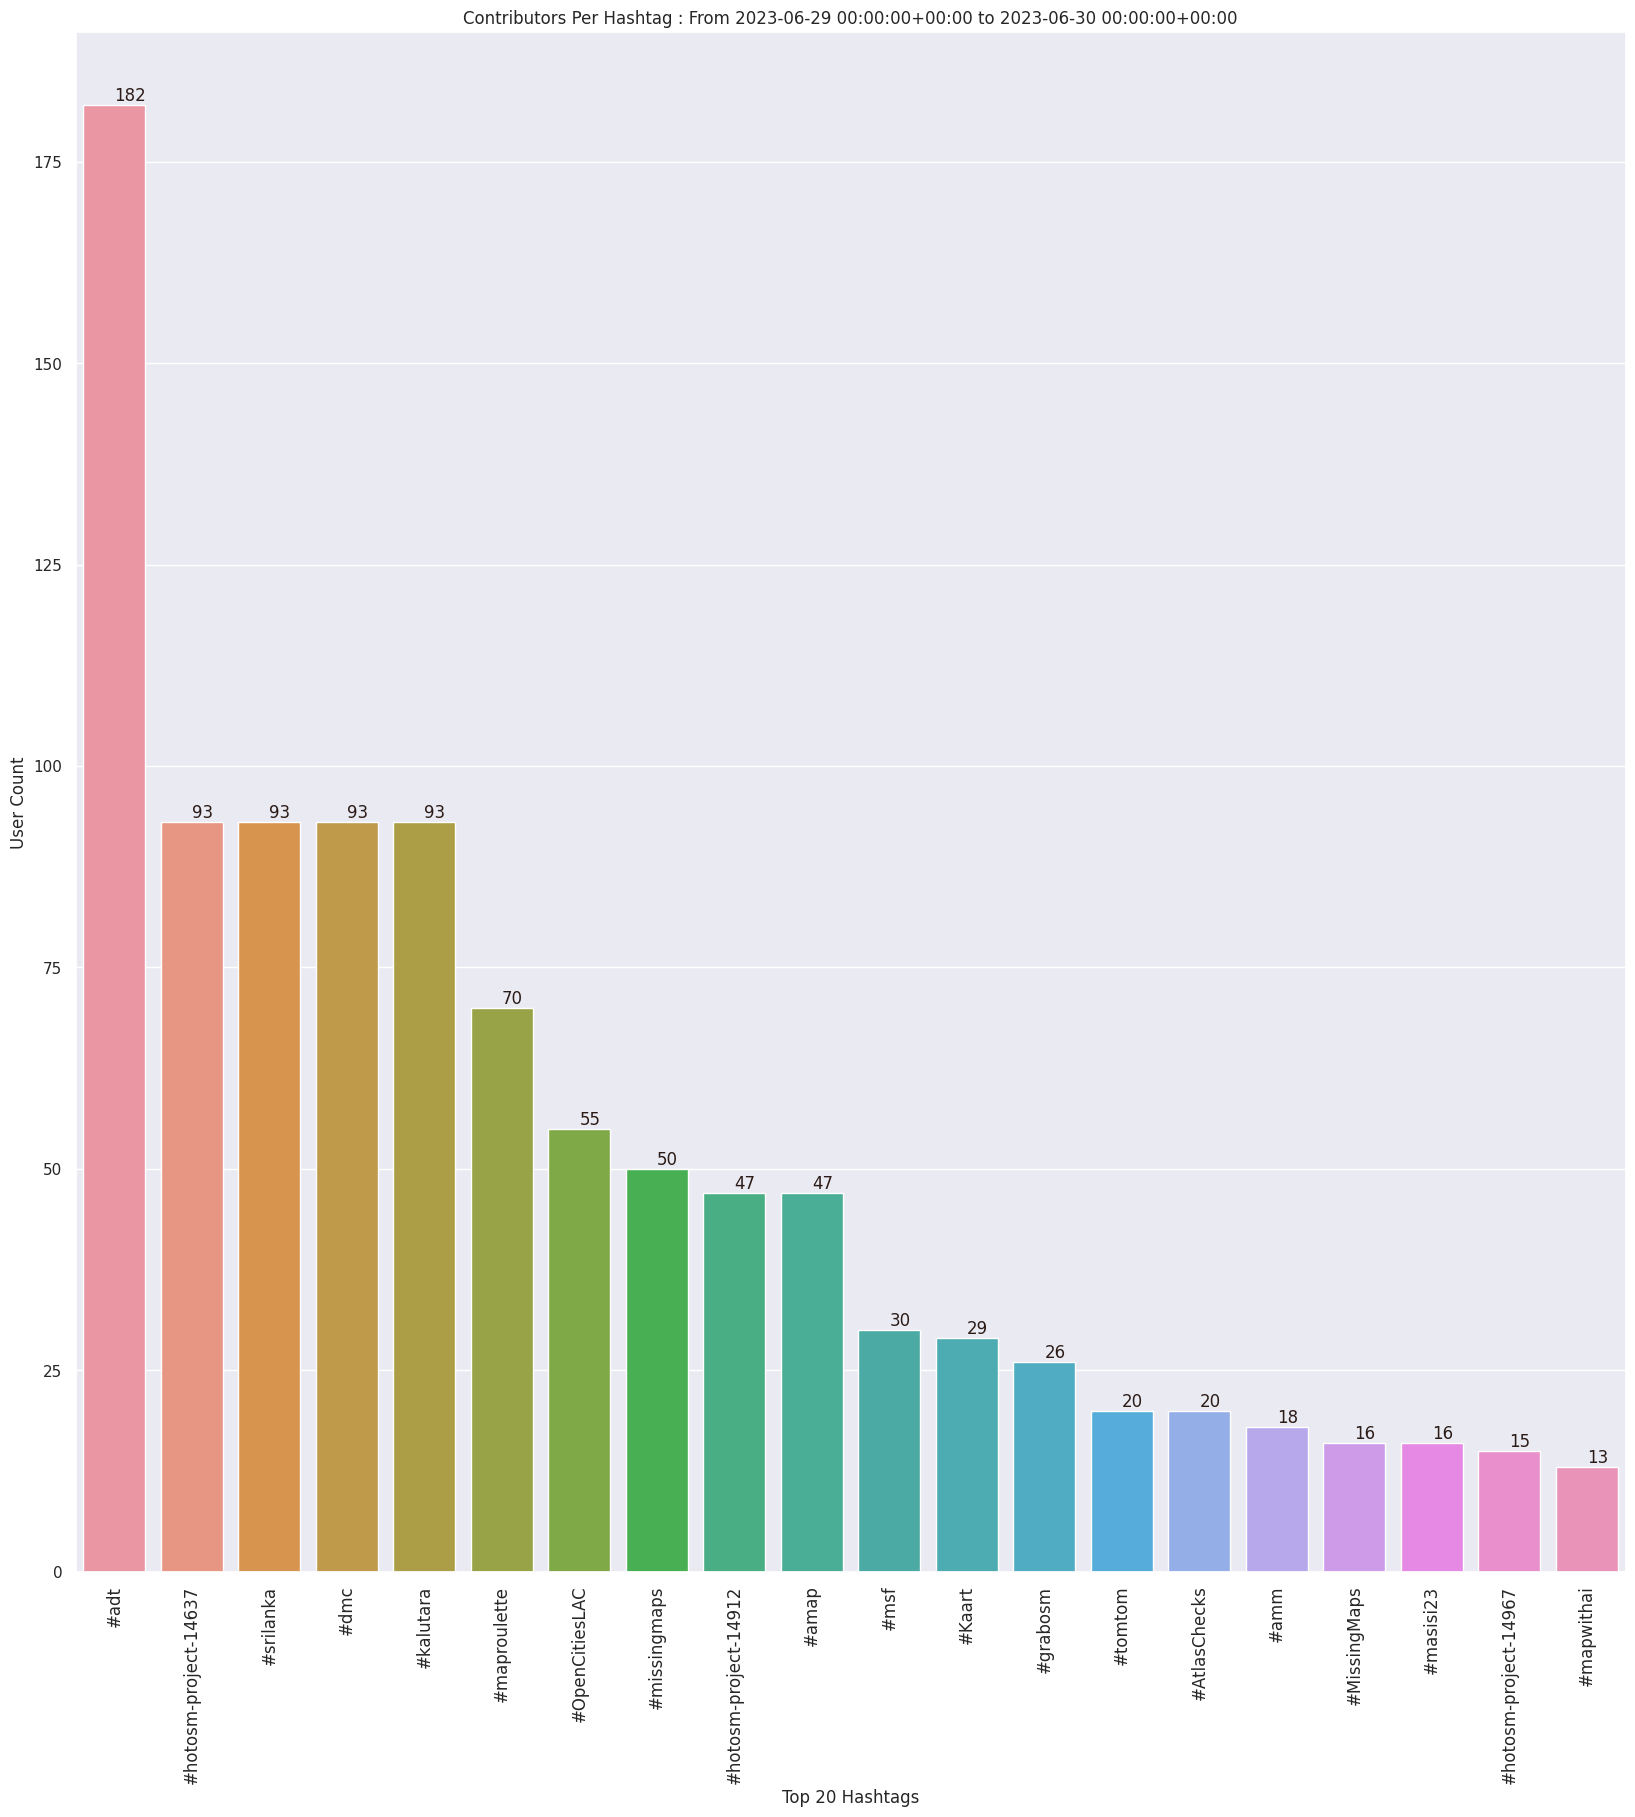 Contributors Per Hashtag : From 2023-06-29 00:00:00+00:00 to 2023-06-30 00:00:00+00:00
User Count
175
150
125
100
75
50
25
0
182
93
93
93
93
70
55
50
47
47
30
29
26
20
20
18
16
16
15
13
#adt
#hotosm-project-14637
#srilanka
#dmc
#kalutara
#maproulette
#OpenCitiesLAC
#missingmaps
#hotosm-project-14912
#amap
#msf
#Kaart
#grabosm
#tomtom
#AtlasChecks
#amm
#MissingMaps
#masisi23
#hotosm-project-14967
#mapwithai
Top 20 Hashtags